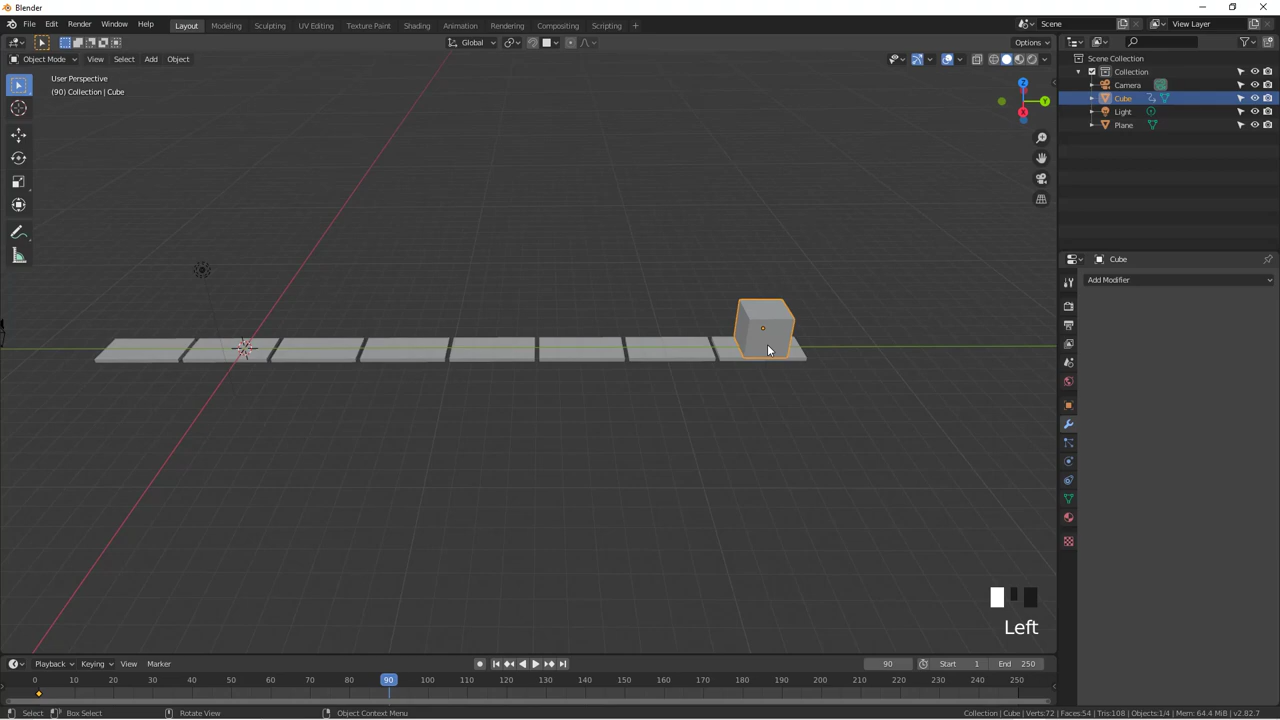 Blender
File Edit Render Window Help Layout Modeling Sculpting UV Editing Texture Paint Shading Animation Rendering Compositing Scripting + Scene View Layer
Global Options
Object Mode View Select Add Object
User Perspective
(90) Collection | Cube
Z
Y
X
Scene Collection
Collection
Camera
Cube
Light
Plane
Cube
Add Modifier
Left
Playback Keying View Marker 90 Start 1 End 250
0 10 20 30 40 50 60 70 80 90 100 110 120 130 140 150 160 170 180 190 200 210 220 230 240 250
Select Box Select Rotate View Object Context Menu Collection | Cube | Verts:72 | Faces:54 | Tris:108 | Objects:1/4 | Mem: 64.4 MiB | v2.82.7